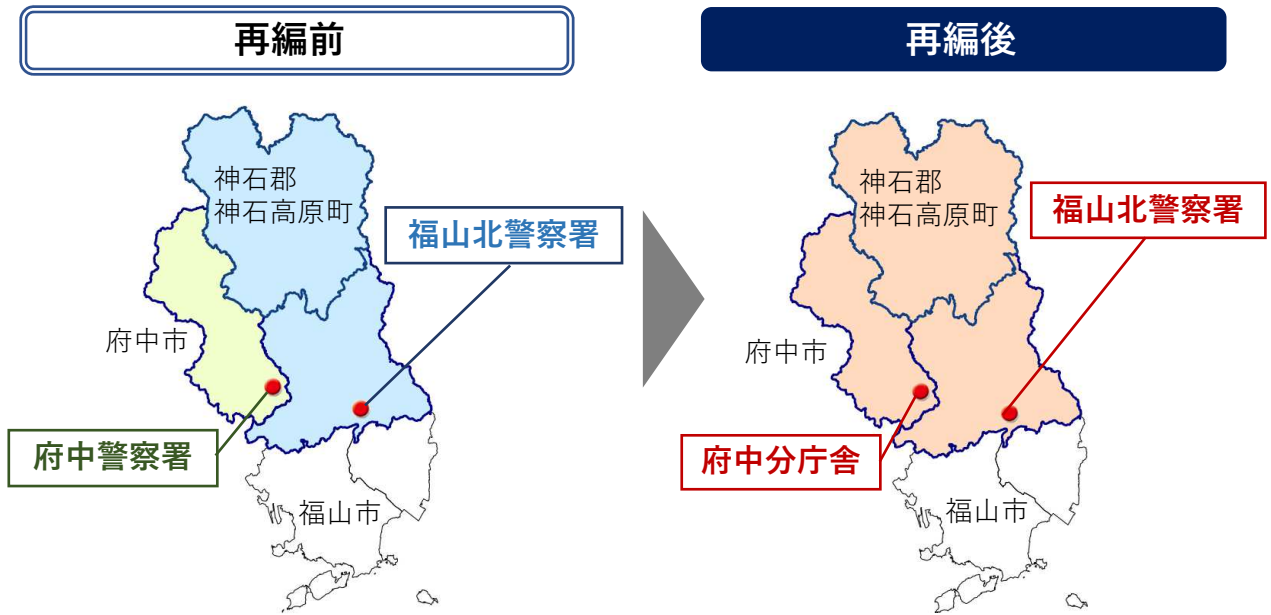 再編前
再編後
神石郡
神石高原町
福山北警察署
府中市
府中警察署
福山市
神石郡
神石高原町
福山北警察署
府中市
府中分庁舎
福山市